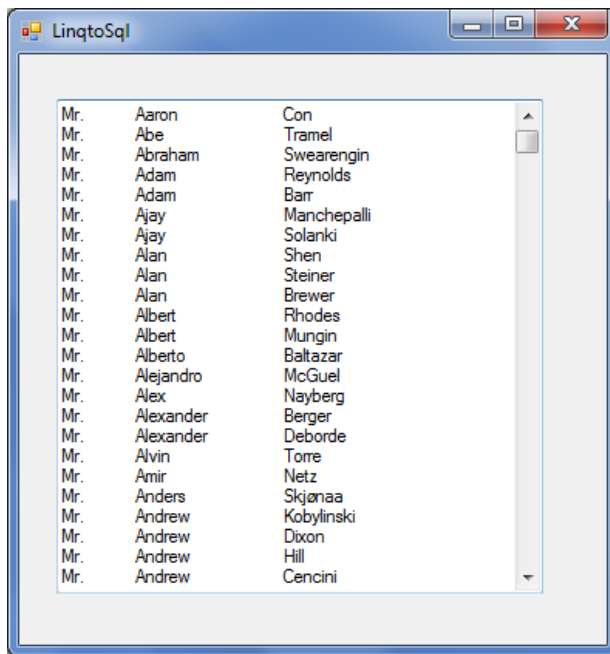 LinqtoSql
Mr. Aaron Con
Mr. Abe Tramel
Mr. Abraham Swearengin
Mr. Adam Reynolds
Mr. Adam Barr
Mr. Ajay Manchepalli
Mr. Ajay Solanki
Mr. Alan Shen
Mr. Alan Steiner
Mr. Alan Brewer
Mr. Albert Rhodes
Mr. Albert Mungin
Mr. Alberto Baltazar
Mr. Alejandro McGuel
Mr. Alex Nayberg
Mr. Alexander Berger
Mr. Alexander Deborde
Mr. Alvin Torre
Mr. Amir Netz
Mr. Anders Skjønaa
Mr. Andrew Kobylinski
Mr. Andrew Dixon
Mr. Andrew Hill
Mr. Andrew Cencini